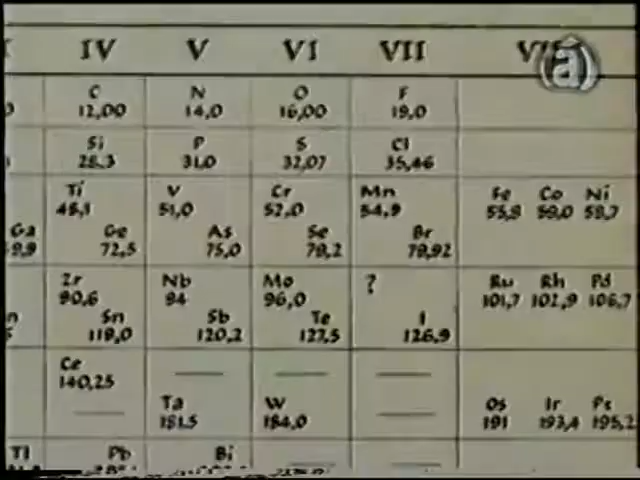 IV V VI VII
C N O F
12,00 14,0 16,00 19,0
Si P S Cl
28.3 31.0 32,07 35,46
Ti V Cr Mn Fe Co Ni
48,1 51,0 52,0 54,9 55,9 59,0 58,7
Ga Ge As Se Br
72,5 75,0 79,2 79,92
Zr Nb Mo ? Ru Rh Pd
90,6 94 96,0 101,7 102,9 106,7
Sn Sb Te I
119,0 120,2 127,5 126,9
Ce
140,25
Ta W Os Ir
181.5 184,0 191 193,4 195,2
Tl Pb Bi